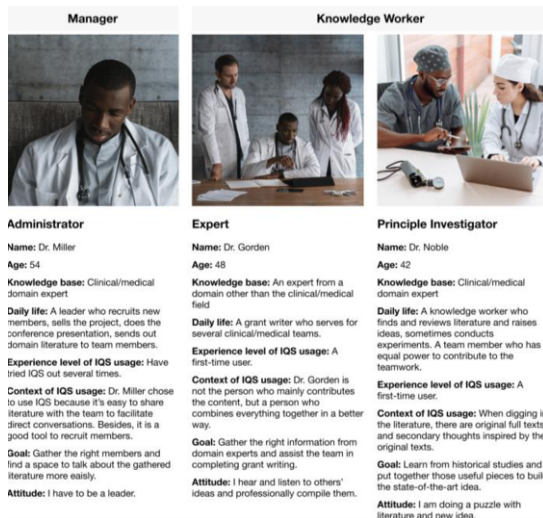 Manager
Knowledge Worker
Administrator
Name: Dr. Miller
Age: 54
Knowledge base: Clinical/medical
domain expert
Daily life: A leader who recruits new
members, sells the project, does the
conference presentation, sends out
domain literature to team members.
Experience level of IQS usage: Have
tried IQS out several times.
Context of IQS usage: Dr. Miller chose
to use IQS because it's easy to share
literature with the team to facilitate
direct conversations. Besides, it is a
good tool to recruit members.
Goal: Gather the right members and
find a space to talk about the gathered
literature more eaisly.
Attitude: I have to be a leader.
Expert
Name: Dr. Gorden
Age: 48
Knowledge base: An expert from a
domain other than the clinical/medical
field
Daily life: A grant writer who serves for
several clinical/medical teams.
Experience level of IQS usage: A
first-time user.
Context of IQS usage: Dr. Gorden is
not the person who mainly contributes
the content, but a person who
combines everything together in a better
way.
Goal: Gather the right information from
domain experts and assist the team in
completing grant writing.
Attitude: I hear and listen to others'
ideas and professionally compile them.
Principle Investigator
Name: Dr. Noble
Age: 42
Knowledge base: Clinical/medical
domain expert
Daily life: A knowledge worker who
finds and reviews literature and raises
ideas, sometimes conducts
experiments. A team member who has
equal power to contribute to the
teamwork.
Experience level of IQS usage: A
first-time user.
Context of IQS usage: When digging in
the literature, there are original full texts
and secondary thoughts inspired by the
original texts.
Goal: Learn from historical studies and
put together those useful pieces to build
the state-of-the-art idea.
Attitude: I am doing a puzzle with
literature and new idea.